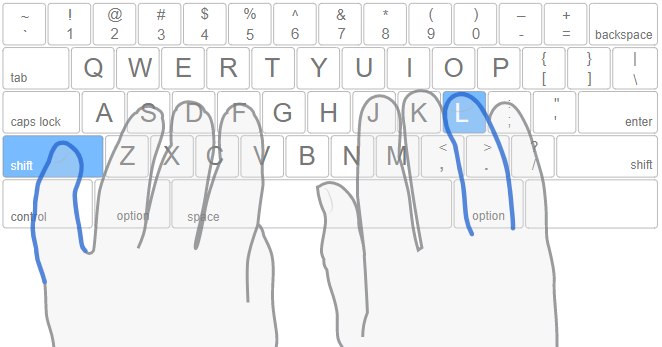 ~ ! @ # $ % ^ & * ( ) – +
` 1 2 3 4 5 6 7 8 9 0 - = backspace
tab Q W E R T Y U I O P { [ } ] | \
caps lock A S D F G H J K L : ; " ' enter
shift Z X C V B N M < , > . ? / shift
control option space option